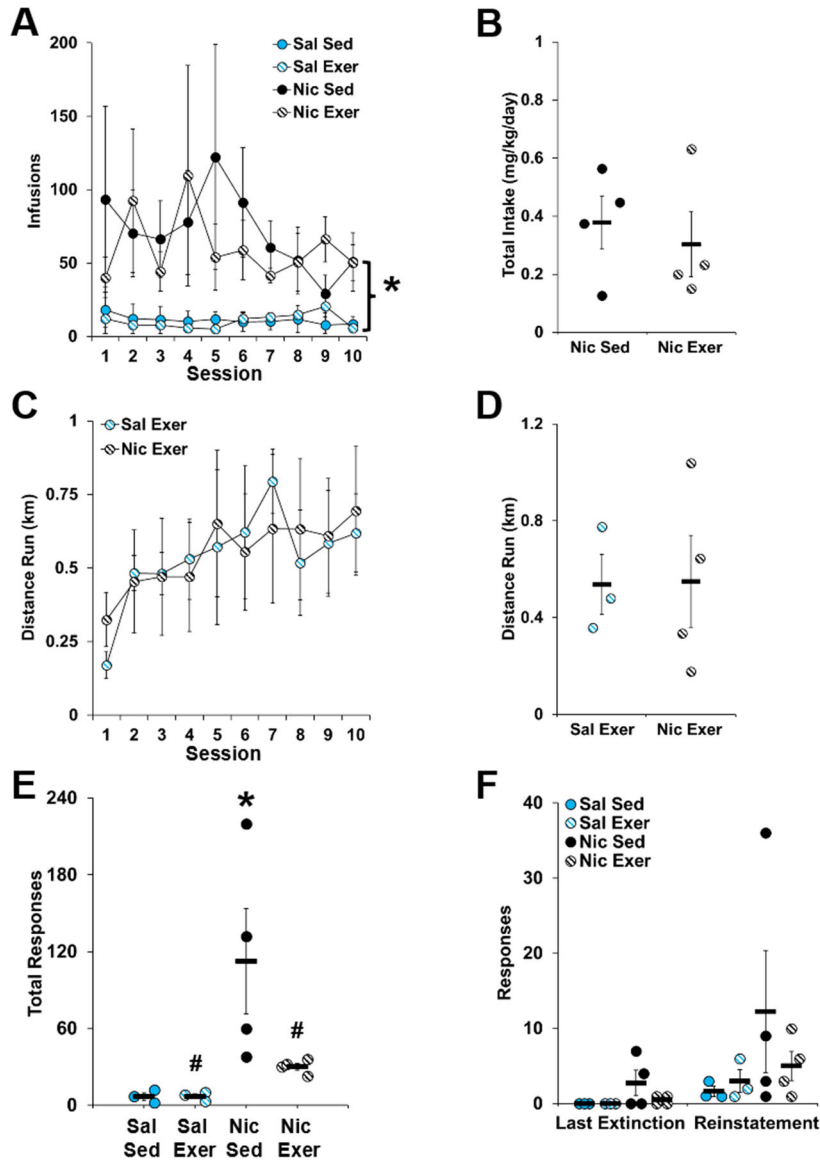 A
200
150
100
50
0
Infusions
Sal Sed
Sal Exer
Nic Sed
Nic Exer
*
1 2 3 4 5 6 7 8 9 10
Session
B
1
0.8
0.6
0.4
0.2
0
Total Intake (mg/kg/day)
Nic Sed Nic Exer
C
1
0.75
0.5
0.25
0
Distance Run (km)
Sal Exer
Nic Exer
1 2 3 4 5 6 7 8 9 10
Session
D
1.2
0.8
0.4
0
Distance Run (km)
Sal Exer Nic Exer
E
240
180
120
60
0
Total Responses
*
#
#
Sal Sal Nic Nic
Sed Exer Sed Exer
F
40
30
20
10
0
Responses
Sal Sed
Sal Exer
Nic Sed
Nic Exer
Last Extinction Reinstatement